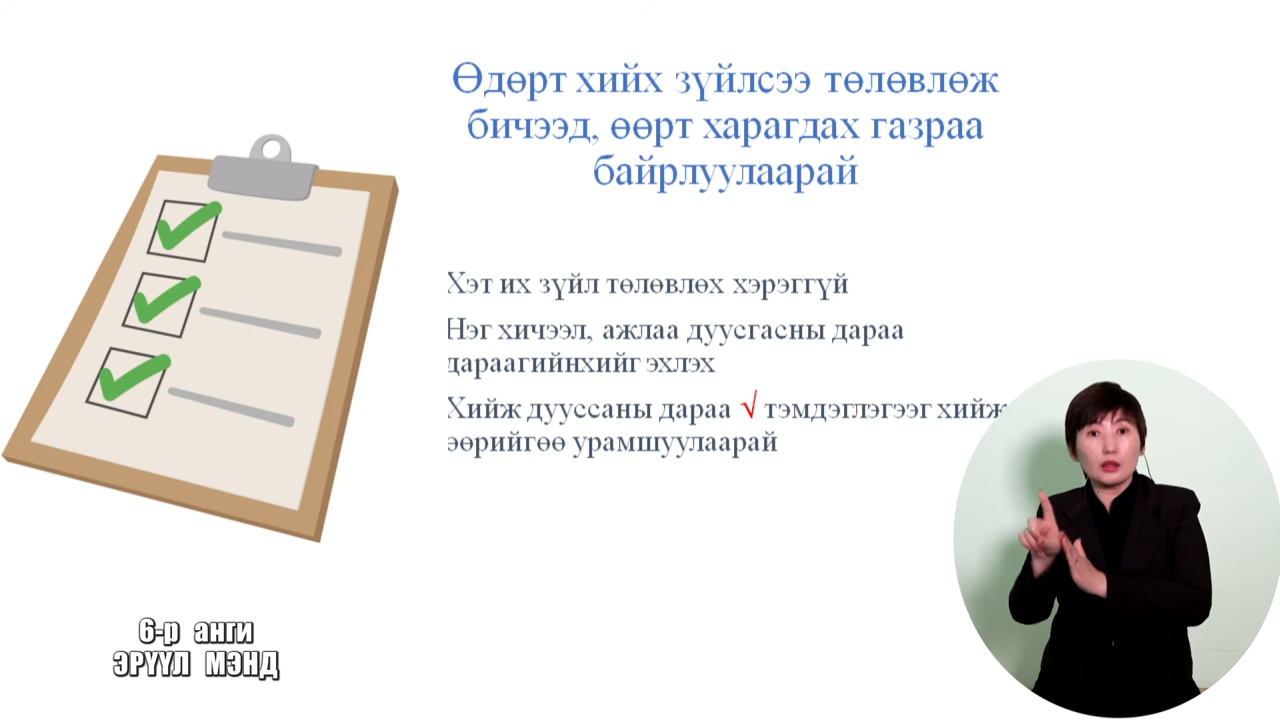 Өдөрт хийх зүйлсээ төлөвлөж
бичээд, өөрт харагдах газраа
байрлуулаарай
Хэт их зүйл төлөвлөх хэрэггүй
Нэг хичээл, ажлаа дуусгасны дараа
дараагийнхийг эхлэх
Хийж дууссаны дараа √ тэмдэглэгээг хийж
өөрийгөө урамшуулаарай
6-р анги
ЭРҮҮЛ МЭНД